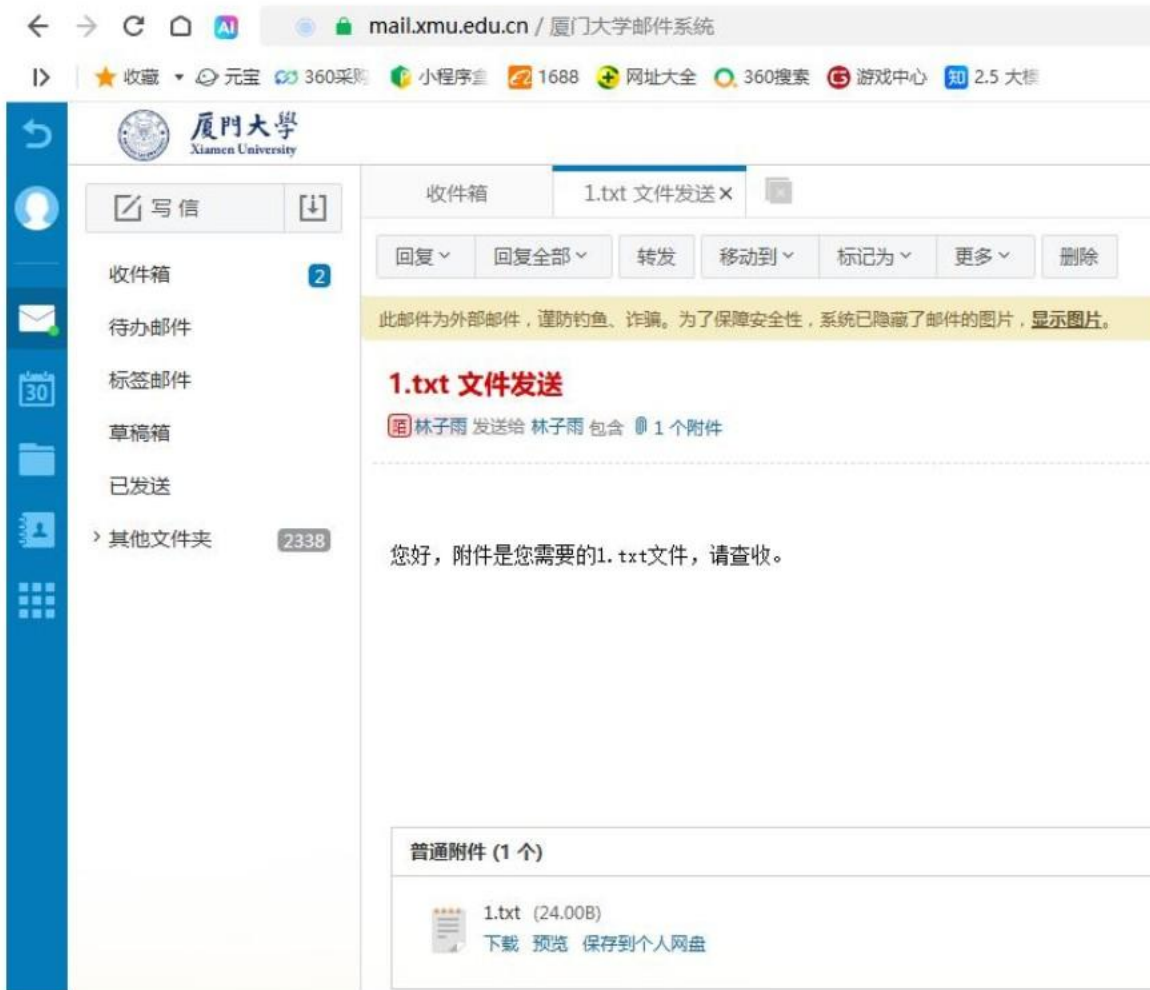 AI mail.xmu.edu.cn / 厦门大学邮件系统
收藏 元宝 360采购 小程序盒 1688 网址大全 360搜索 游戏中心 知 2.5 大模
厦門大學
Xiamen University
写信
收件箱 2
待办邮件
标签邮件
草稿箱
已发送
其他文件夹 2338
30
收件箱 1.txt 文件发送
回复 回复全部 转发 移动到 标记为 更多 删除
此邮件为外部邮件，谨防钓鱼、诈骗。为了保障安全性，系统已隐藏了邮件的图片，显示图片。
1.txt 文件发送
陌 林子雨 发送给 林子雨 包含 1 个附件
您好，附件是您需要的1.txt文件，请查收。
普通附件 (1 个)
1.txt (24.00B)
下载 预览 保存到个人网盘